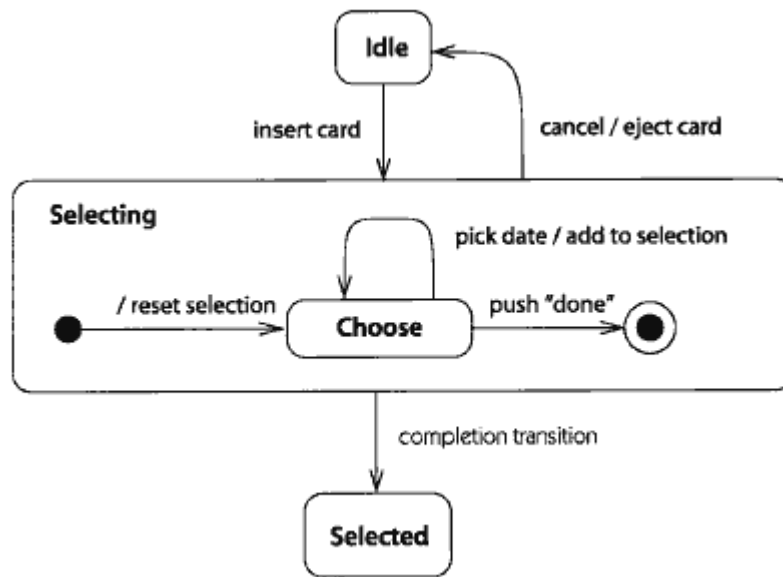 Idle
insert card
cancel / eject card
Selecting
pick date / add to selection
/ reset selection
Choose
push "done"
completion transition
Selected